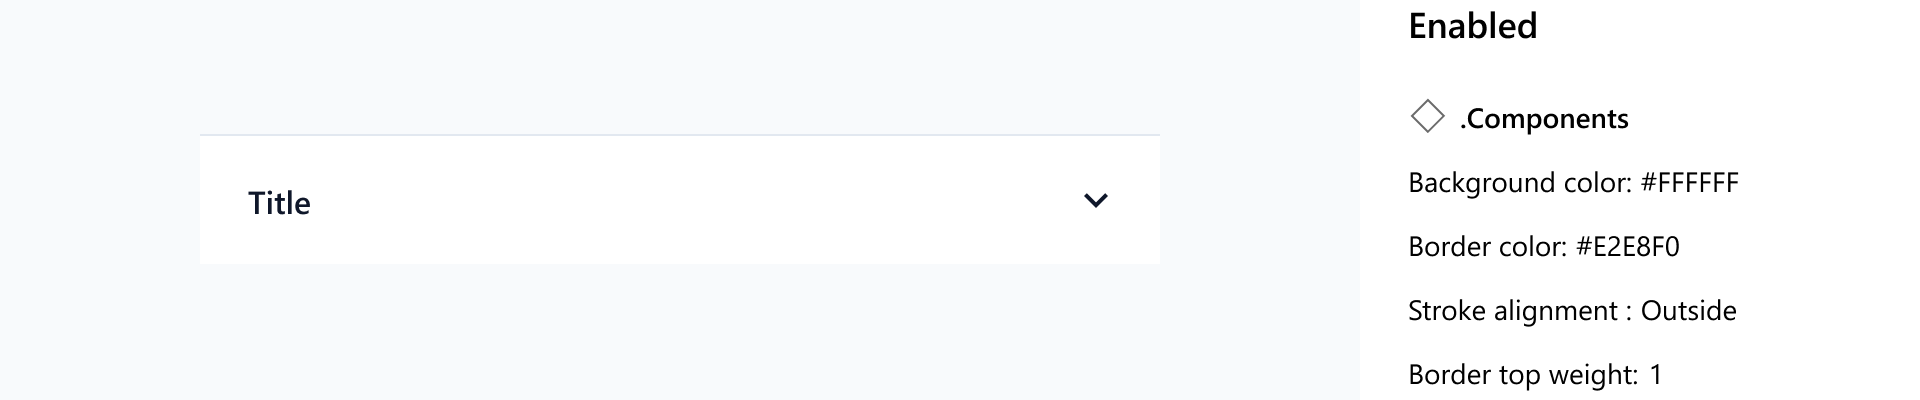 Title
Enabled
.Components
Background color: #FFFFFF
Border color: #E2E8F0
Stroke alignment : Outside
Border top weight: 1